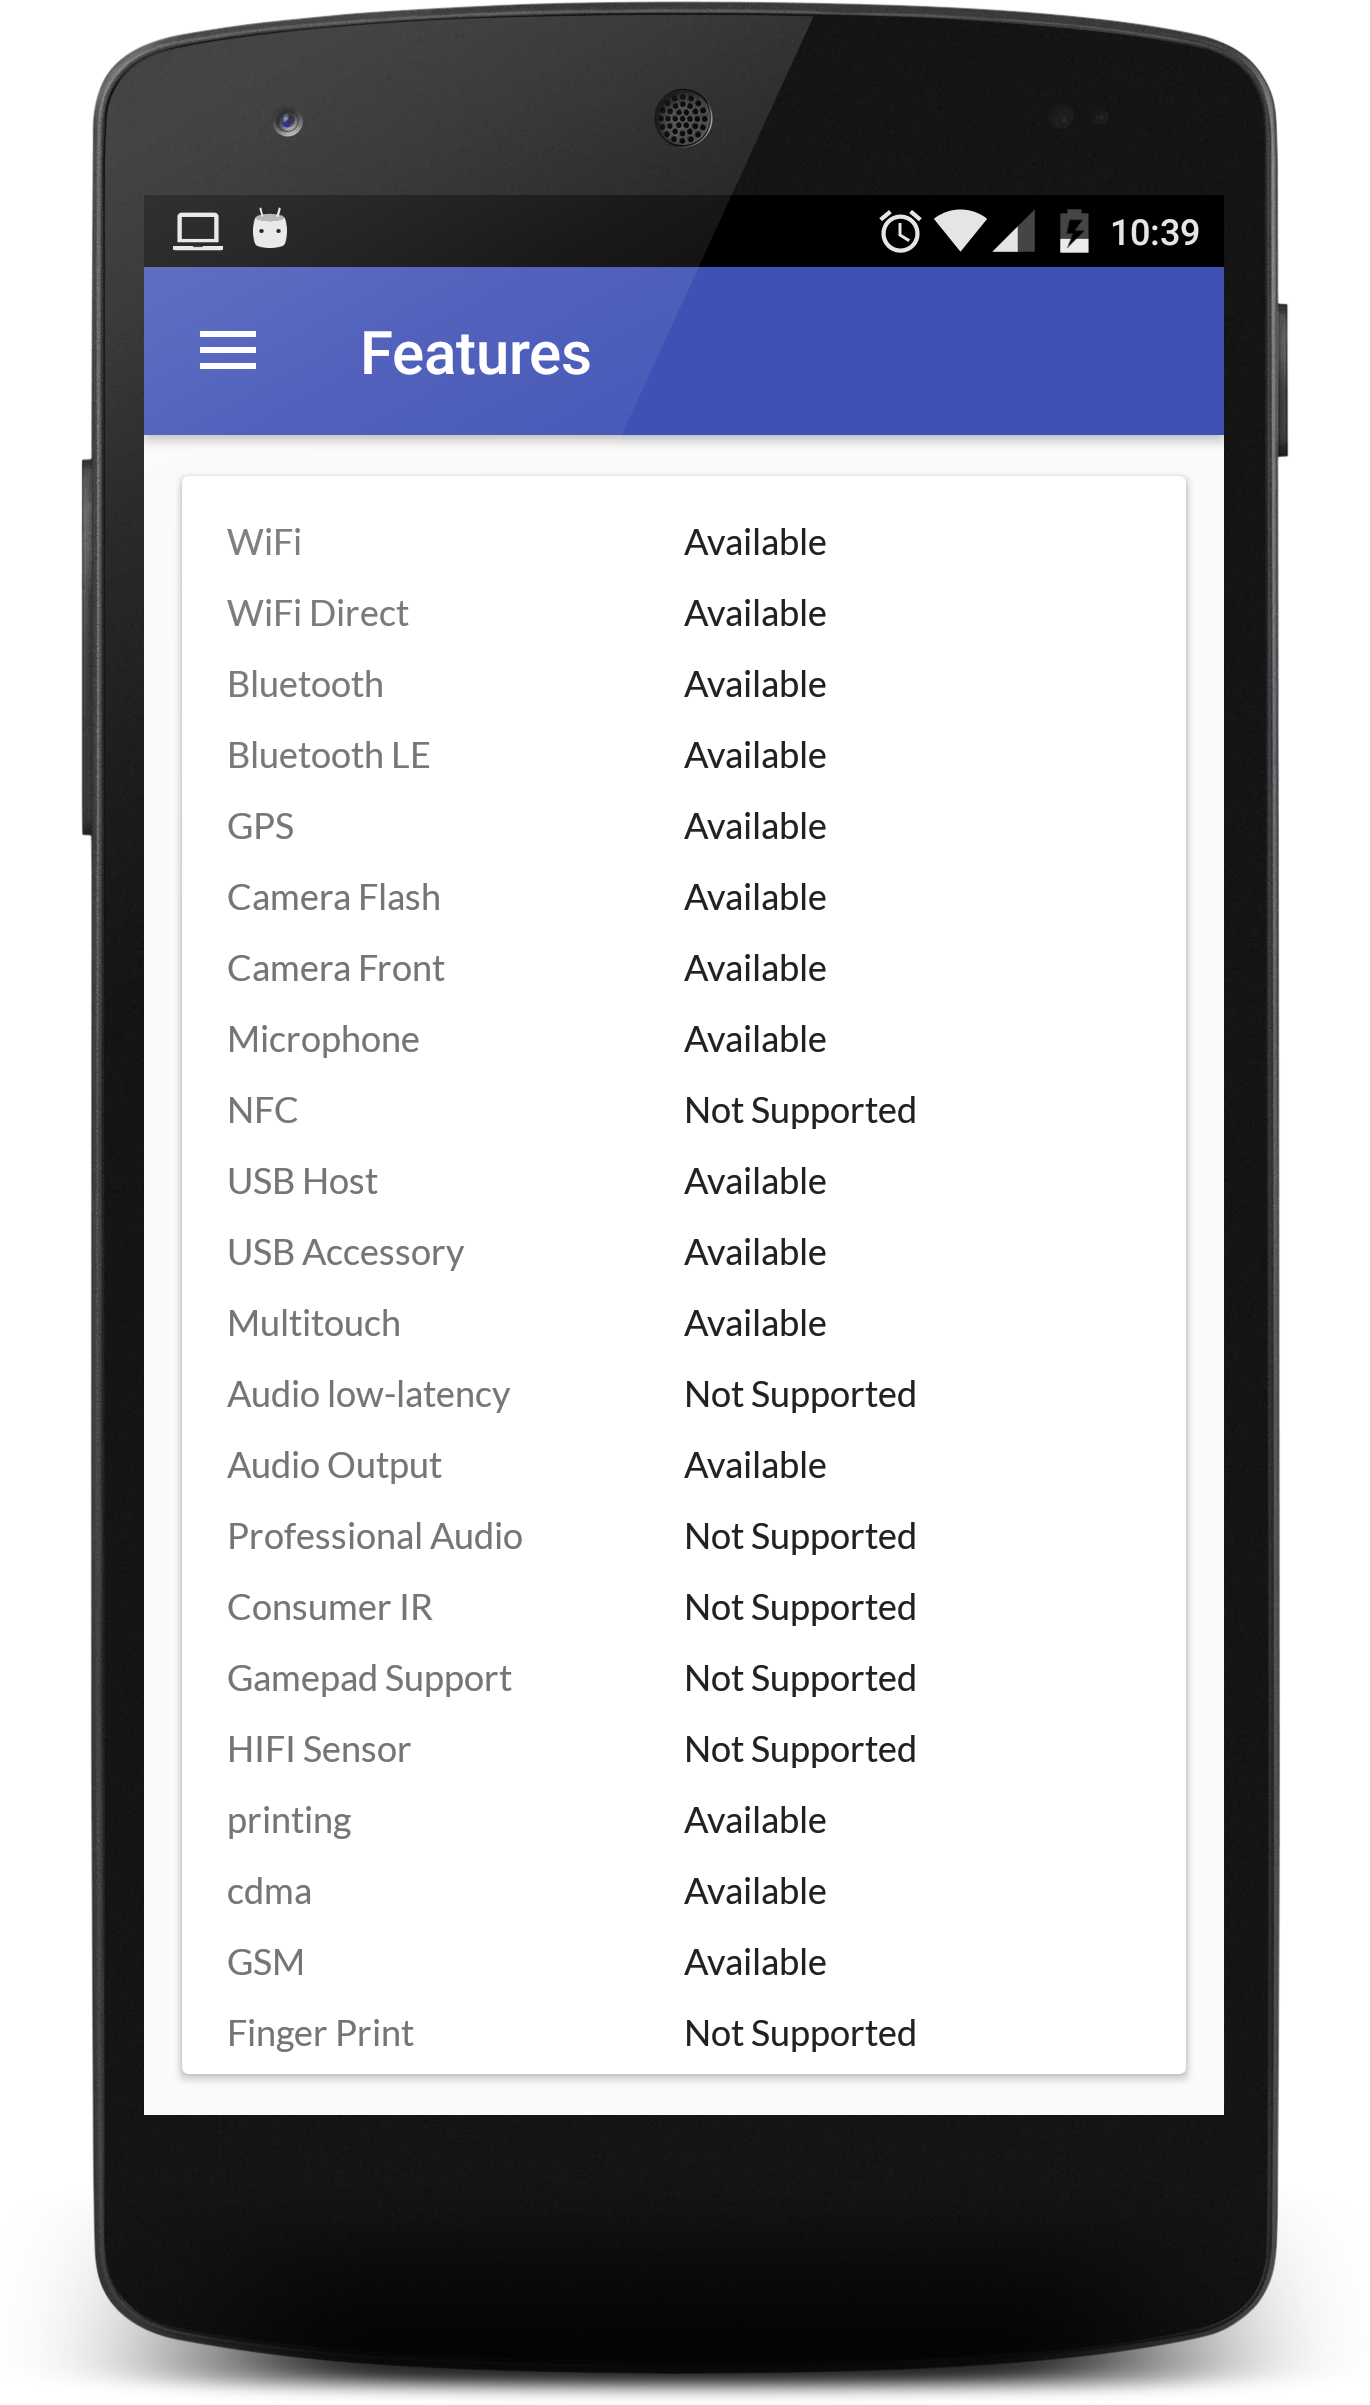 10:39
Features
WiFi Available
WiFi Direct Available
Bluetooth Available
Bluetooth LE Available
GPS Available
Camera Flash Available
Camera Front Available
Microphone Available
NFC Not Supported
USB Host Available
USB Accessory Available
Multitouch Available
Audio low-latency Not Supported
Audio Output Available
Professional Audio Not Supported
Consumer IR Not Supported
Gamepad Support Not Supported
HIFI Sensor Not Supported
printing Available
cdma Available
GSM Available
Finger Print Not Supported